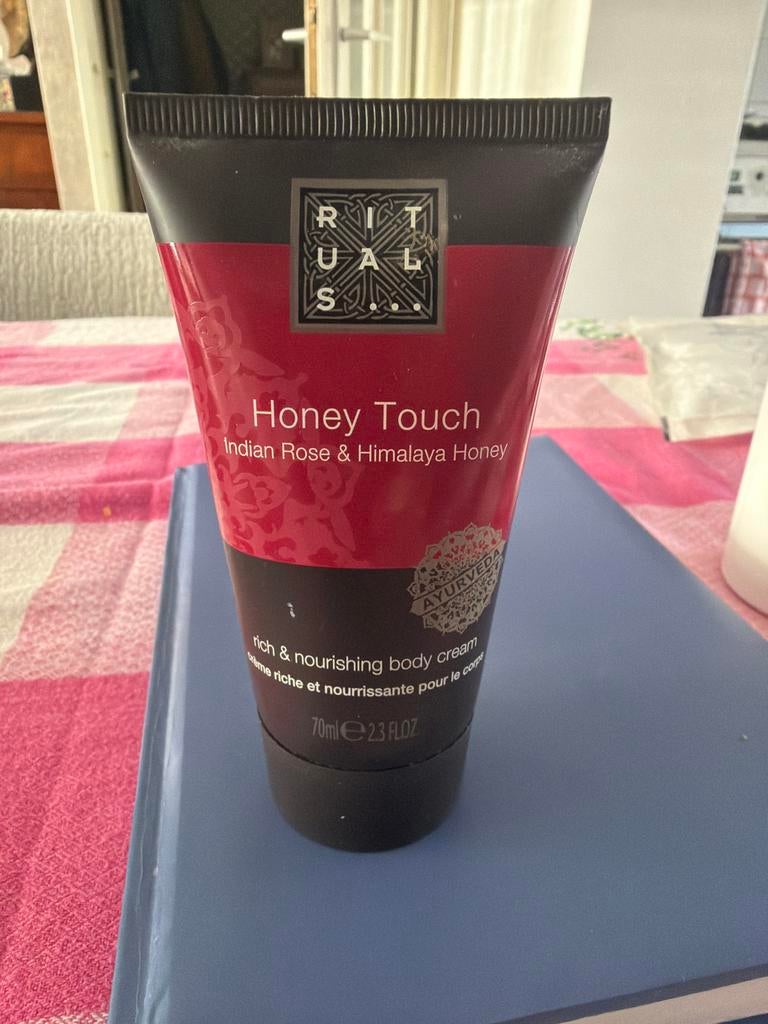 RIT
UAL
S...
Honey Touch
Indian Rose & Himalaya Honey
AYURVEDA
rich & nourishing body cream
crème riche et nourrissante pour le corps
70ml e 2.3 FL.OZ.